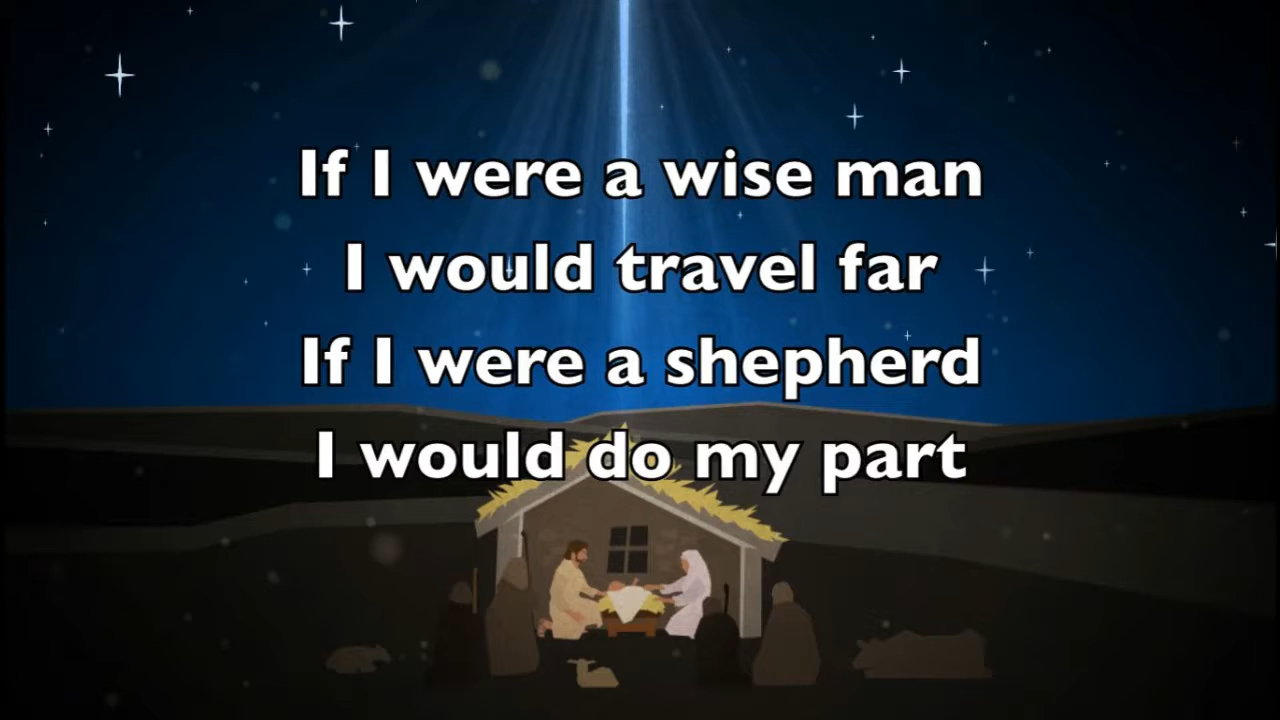 If I were a wise man
I would travel far
If I were a shepherd
I would do my part